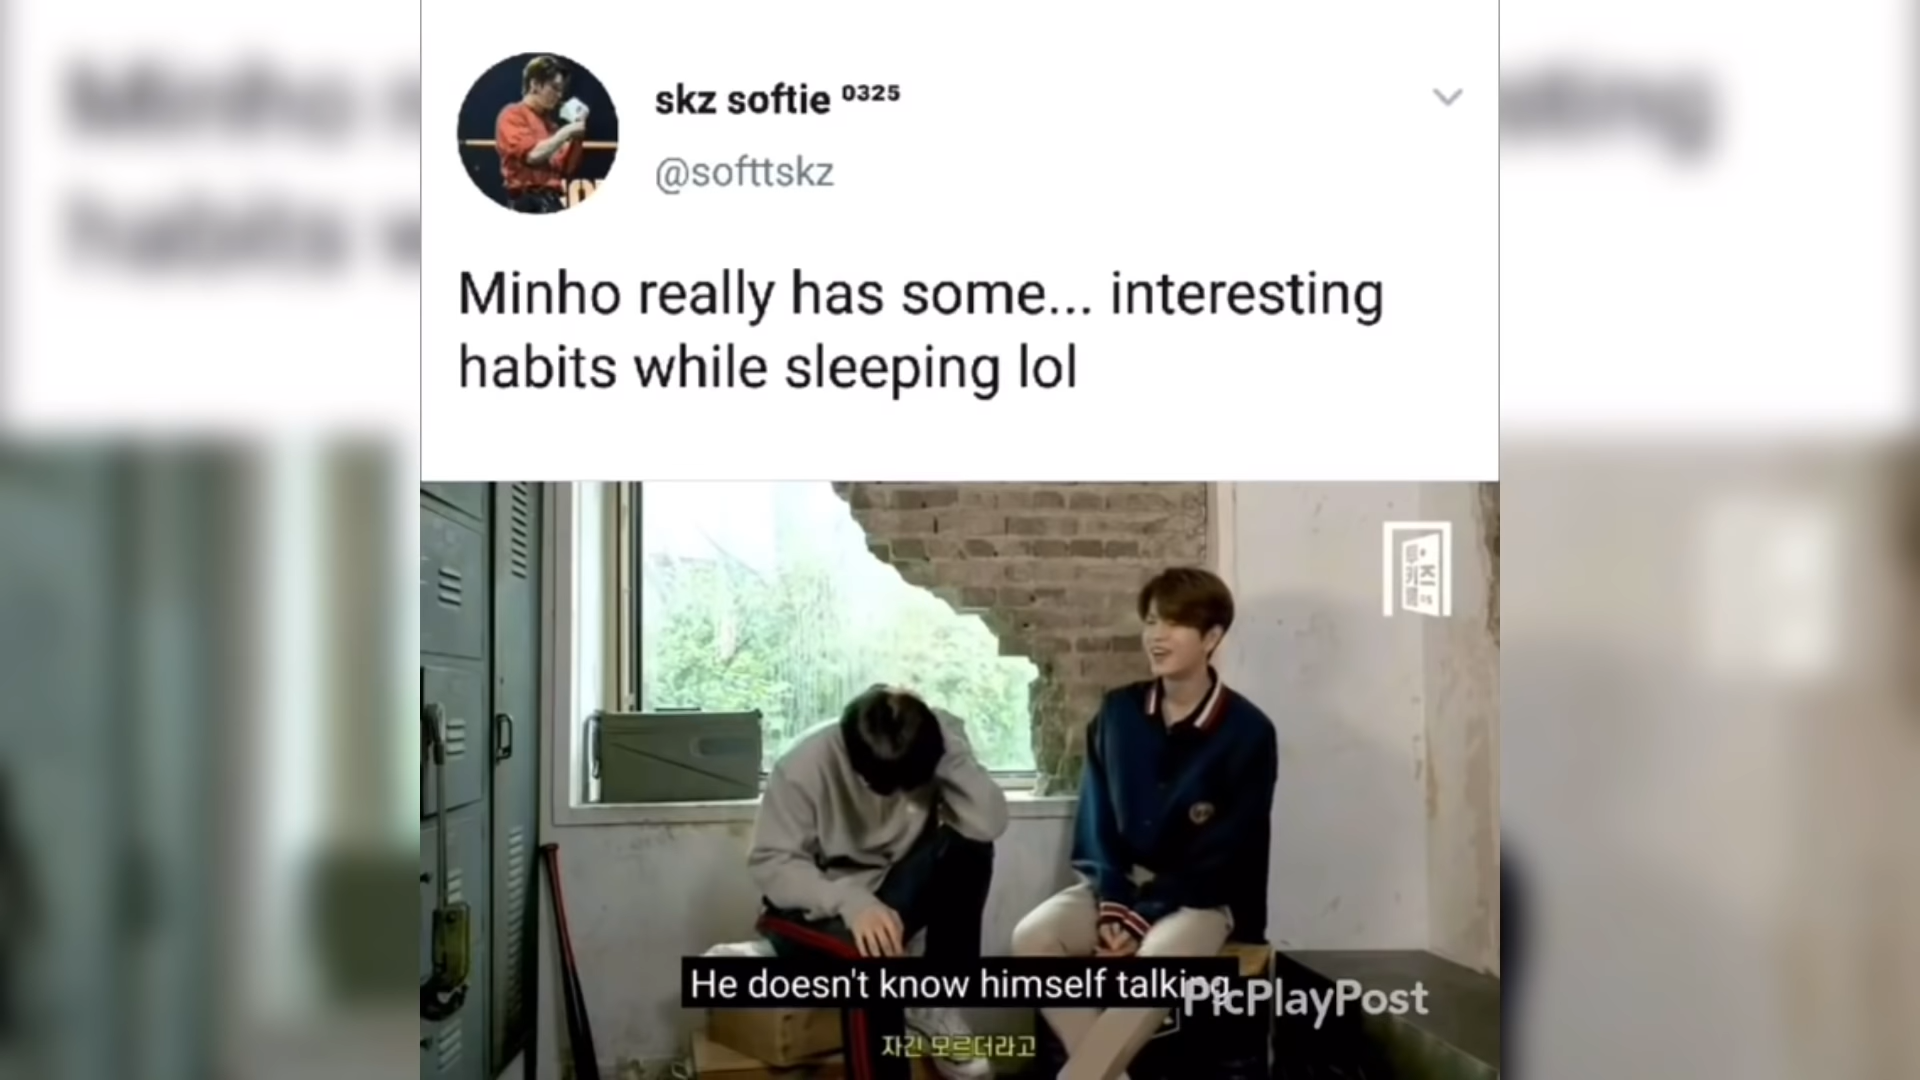 skz softie ⁰³²⁵
@softtskz
Minho really has some... interesting
habits while sleeping lol
He doesn't know himself talking
PicPlayPost
자긴 모르더라고